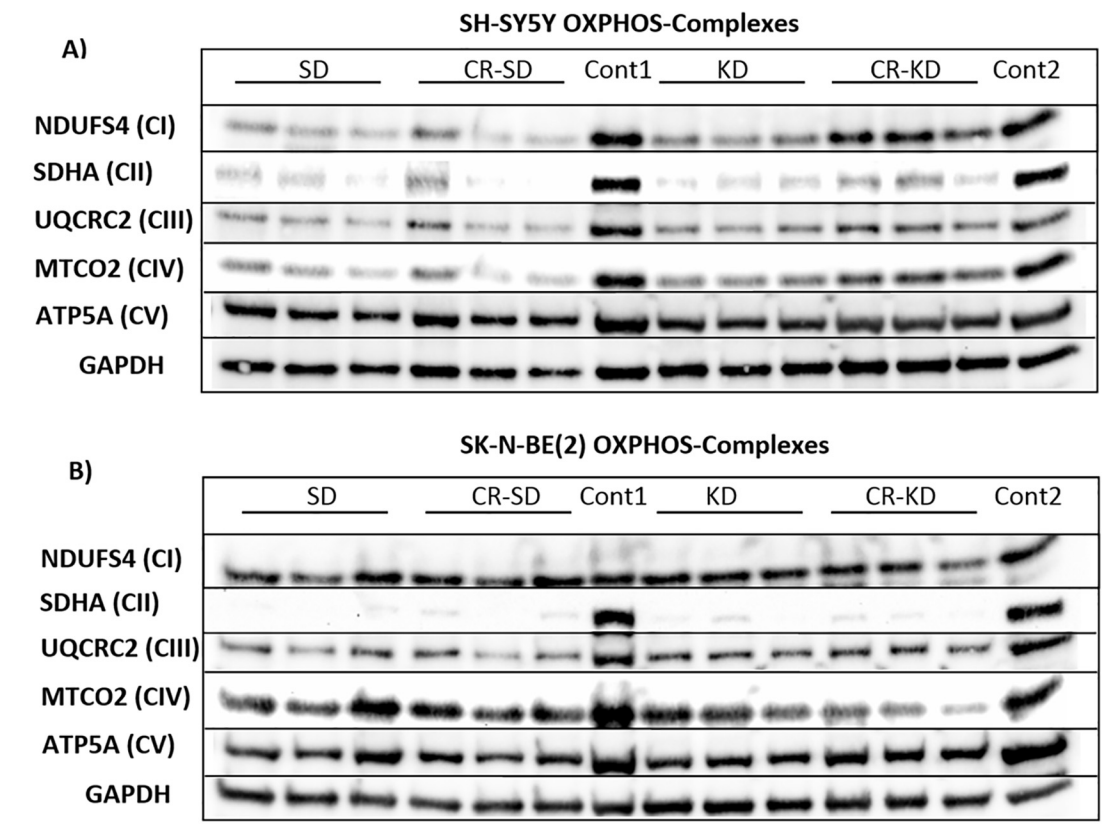 SH-SY5Y OXPHOS-Complexes
A)
SD CR-SD Cont1 KD CR-KD Cont2
NDUFS4 (CI)
SDHA (CII)
UQCRC2 (CIII)
MTCO2 (CIV)
ATP5A (CV)
GAPDH
SK-N-BE(2) OXPHOS-Complexes
B)
SD CR-SD Cont1 KD CR-KD Cont2
NDUFS4 (CI)
SDHA (CII)
UQCRC2 (CIII)
MTCO2 (CIV)
ATP5A (CV)
GAPDH